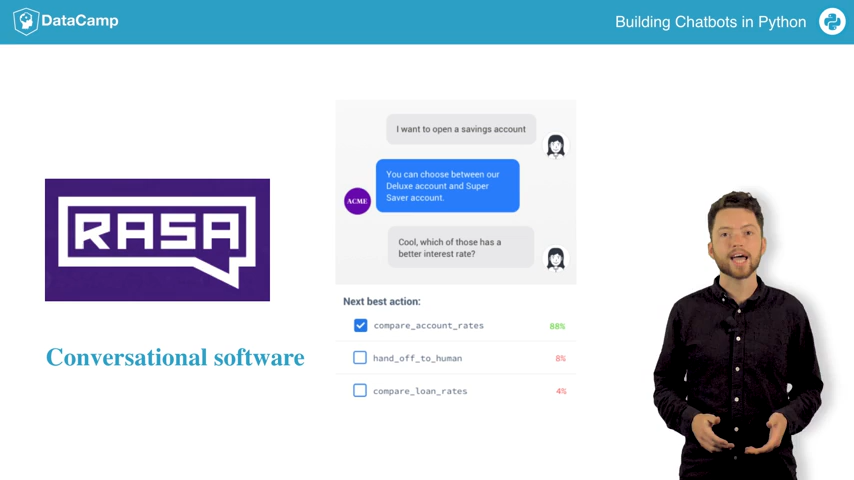 DataCamp
Building Chatbots in Python
RASA
Conversational software
I want to open a savings account
You can choose between our
Deluxe account and Super
Saver account.
ACME
Cool, which of those has a
better interest rate?
Next best action:
compare_account_rates 88%
hand_off_to_human 8%
compare_loan_rates 4%